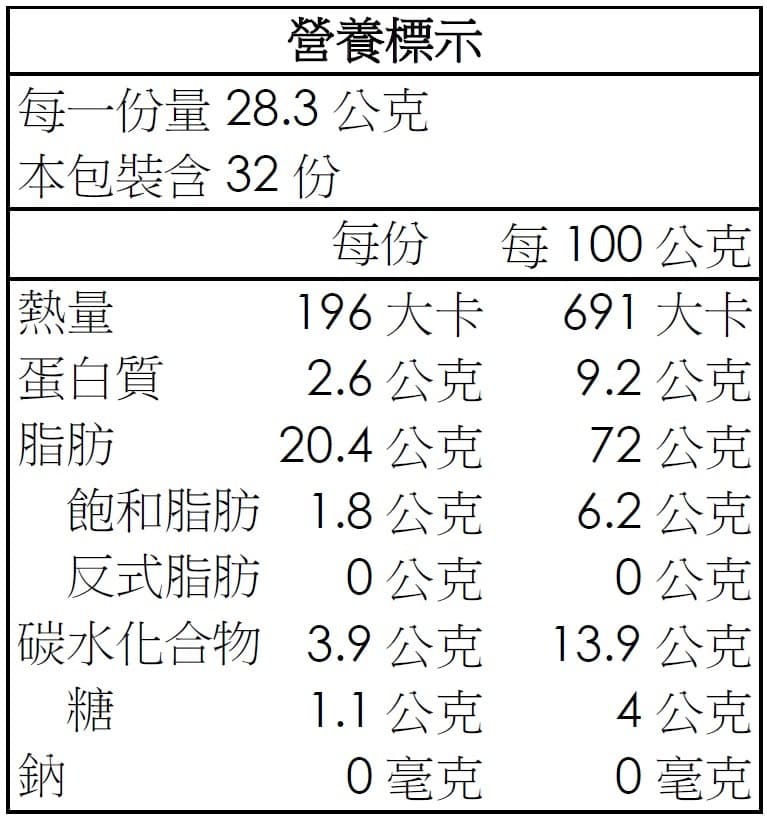 營養標示
每一份量 28.3 公克
本包裝含 32 份
每份 每 100 公克
熱量 196 大卡 691 大卡
蛋白質 2.6 公克 9.2 公克
脂肪 20.4 公克 72 公克
飽和脂肪 1.8 公克 6.2 公克
反式脂肪 0 公克 0 公克
碳水化合物 3.9 公克 13.9 公克
糖 1.1 公克 4 公克
鈉 0 毫克 0 毫克